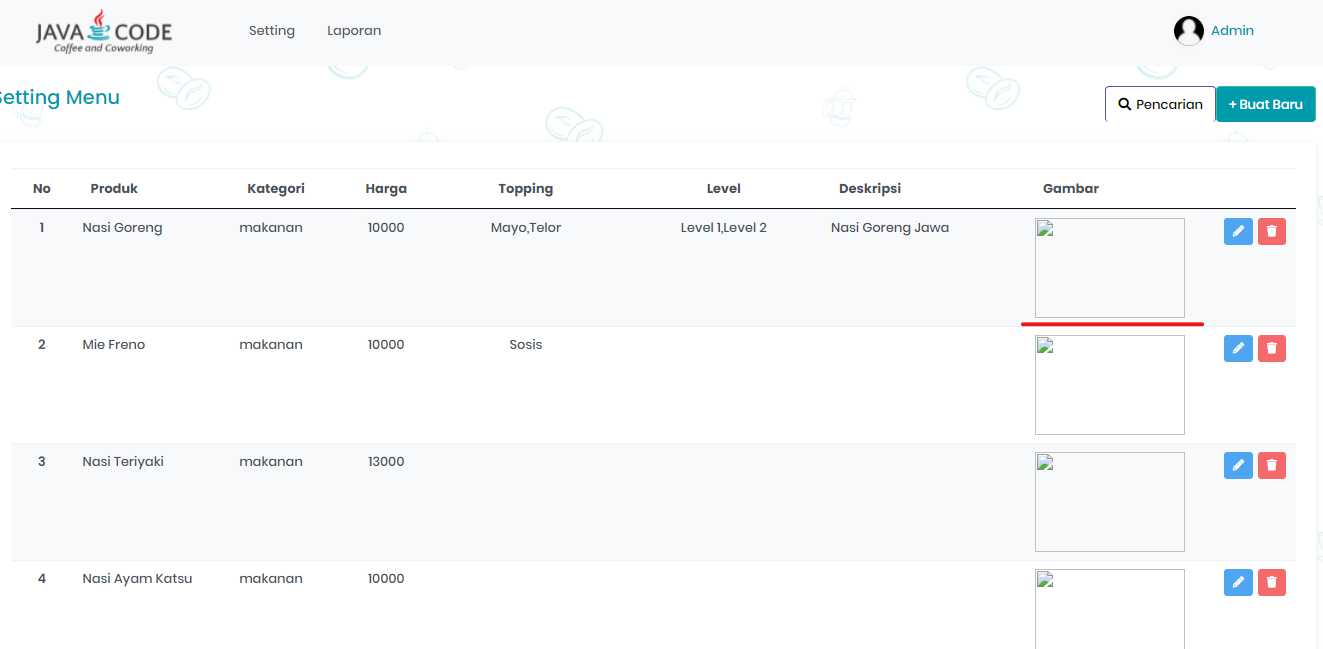 JAVA CODE
Coffee and Coworking
Setting Laporan
Admin
Setting Menu
Pencarian
+ Buat Baru
No Produk Kategori Harga Topping Level Deskripsi Gambar
1 Nasi Goreng makanan 10000 Mayo,Telor Level 1,Level 2 Nasi Goreng Jawa
2 Mie Freno makanan 10000 Sosis
3 Nasi Teriyaki makanan 13000
4 Nasi Ayam Katsu makanan 10000